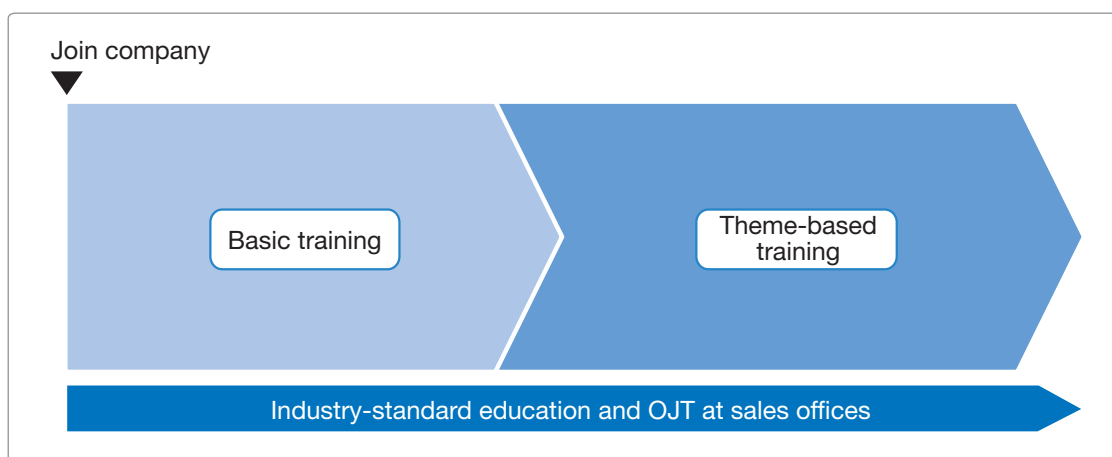 Join company
Basic training
Theme-based
training
Industry-standard education and OJT at sales offices